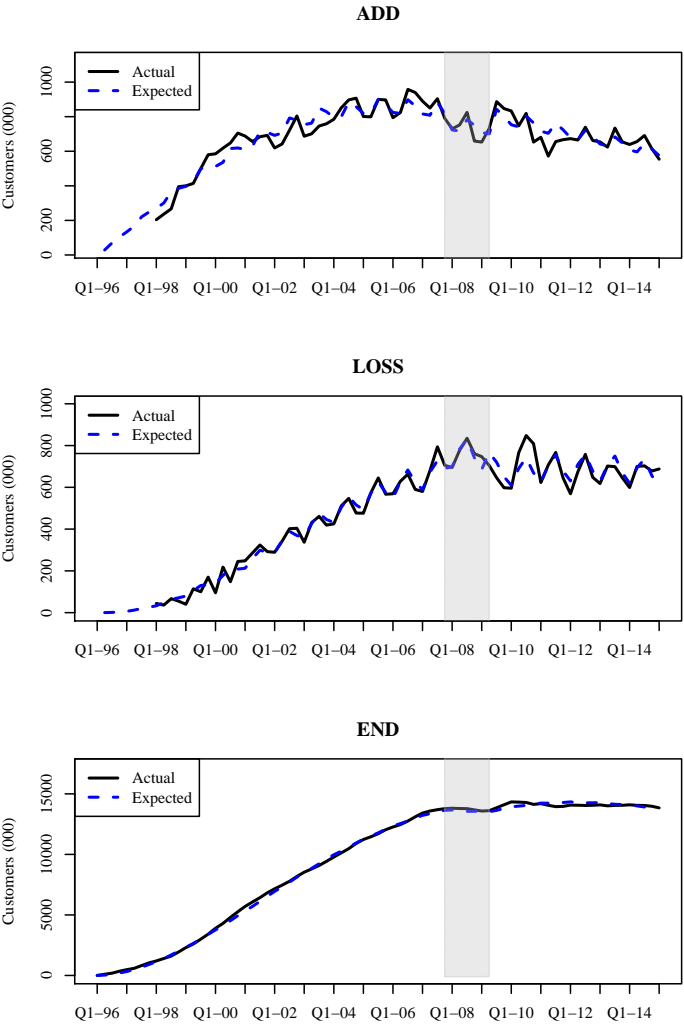 ADD
Customers (000)
1000
600
200
0
Actual
Expected
Q1–96 Q1–98 Q1–00 Q1–02 Q1–04 Q1–06 Q1–08 Q1–10 Q1–12 Q1–14
LOSS
Customers (000)
1000
800
600
400
200
0
Actual
Expected
Q1–96 Q1–98 Q1–00 Q1–02 Q1–04 Q1–06 Q1–08 Q1–10 Q1–12 Q1–14
END
Customers (000)
15000
10000
5000
0
Actual
Expected
Q1–96 Q1–98 Q1–00 Q1–02 Q1–04 Q1–06 Q1–08 Q1–10 Q1–12 Q1–14